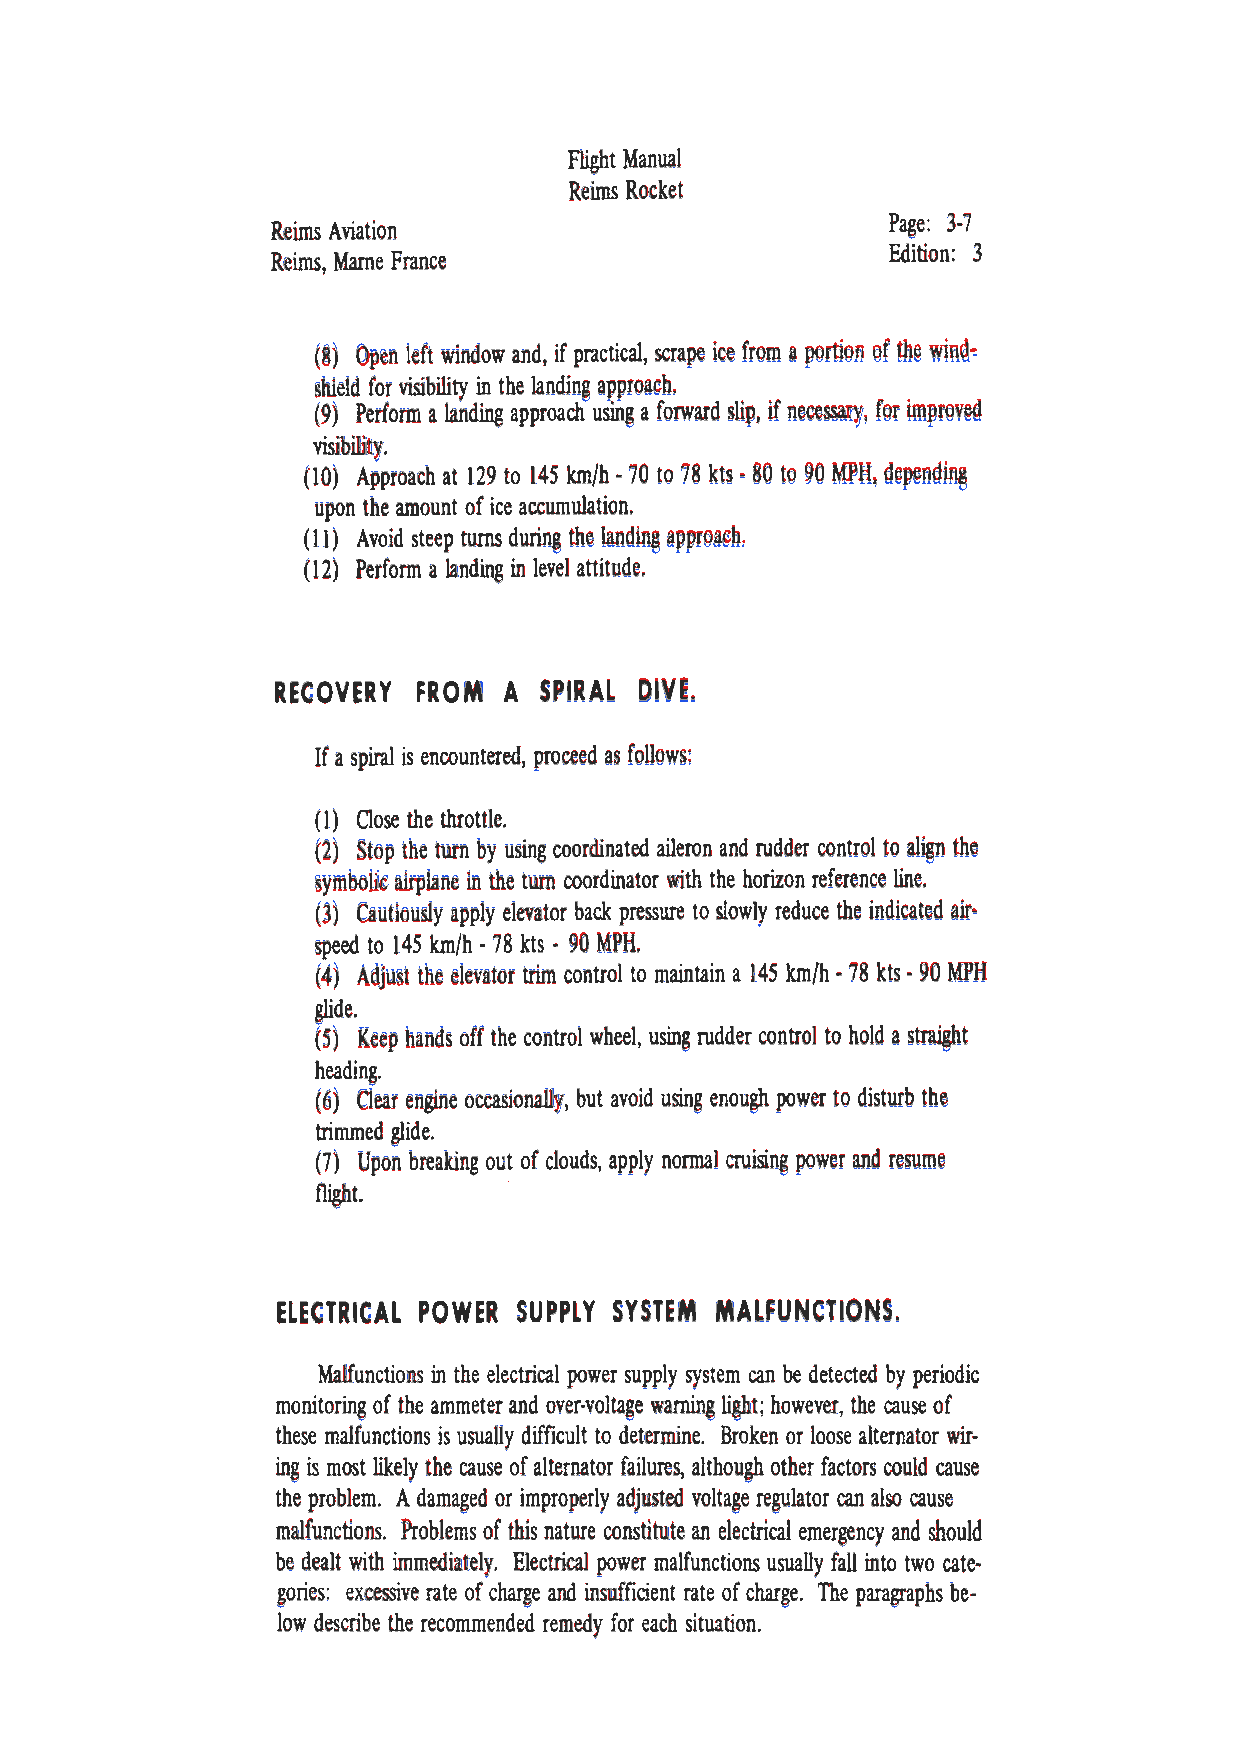 Flight Manual
Reims Rocket
Reims Aviation
Page: 3-7
Reims, Marne France
Edition: 3
(8) Open left window and, if practical, scrape ice from a portion of the wind-
shield for visibility in the landing approach.
(9) Perform a landing approach using a forward slip, if necessary, for improved
visibility.
(10) Approach at 129 to 145 km/h - 70 to 78 kts - 80 to 90 MPH, depending
upon the amount of ice accumulation.
(11) Avoid steep turns during the landing approach.
(12) Perform a landing in level attitude.
RECOVERY FROM A SPIRAL DIVE.
If a spiral is encountered, proceed as follows:
(1) Close the throttle.
(2) Stop the turn by using coordinated aileron and rudder control to align the
symbolic airplane in the turn coordinator with the horizon reference line.
(3) Cautiously apply elevator back pressure to slowly reduce the indicated air-
speed to 145 km/h - 78 kts - 90 MPH.
(4) Adjust the elevator trim control to maintain a 145 km/h - 78 kts - 90 MPH
glide.
(5) Keep hands off the control wheel, using rudder control to hold a straight
heading.
(6) Clear engine occasionally, but avoid using enough power to disturb the
trimmed glide.
(7) Upon breaking out of clouds, apply normal cruising power and resume
flight.
ELECTRICAL POWER SUPPLY SYSTEM MALFUNCTIONS.
Malfunctions in the electrical power supply system can be detected by periodic
monitoring of the ammeter and over-voltage warning light; however, the cause of
these malfunctions is usually difficult to determine. Broken or loose alternator wir-
ing is most likely the cause of alternator failures, although other factors could cause
the problem. A damaged or improperly adjusted voltage regulator can also cause
malfunctions. Problems of this nature constitute an electrical emergency and should
be dealt with immediately. Electrical power malfunctions usually fall into two cate-
gories: excessive rate of charge and insufficient rate of charge. The paragraphs be-
low describe the recommended remedy for each situation.